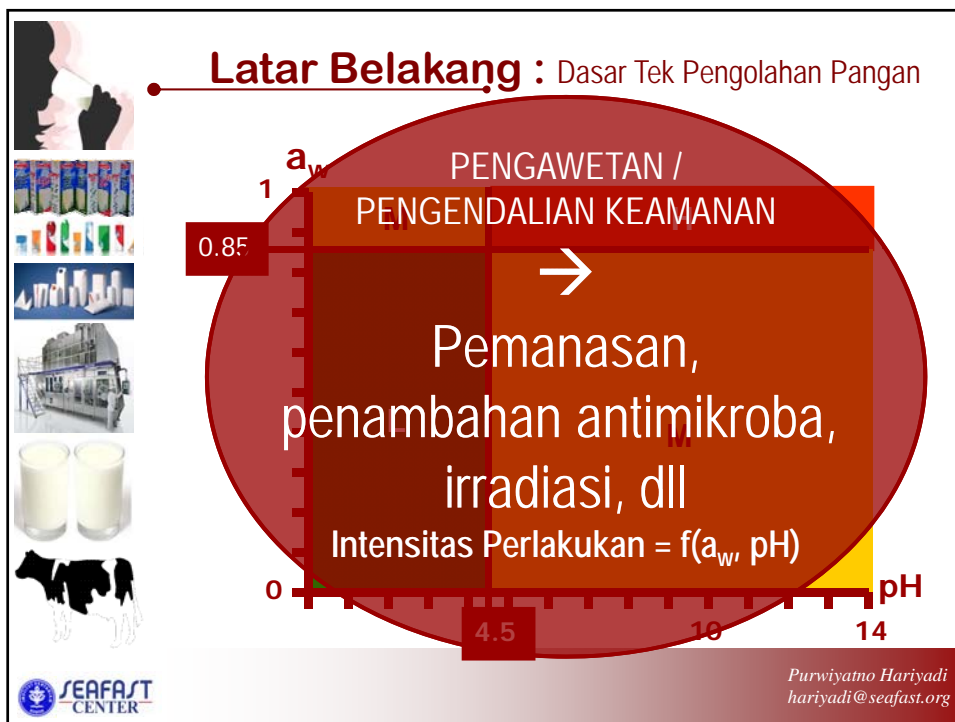 Latar Belakang : Dasar Tek Pengolahan Pangan
aw
1
PENGAWETAN /
PENGENDALIAN KEAMANAN
M
H
0.85
→
Pemanasan,
penambahan antimikroba,
M
irradiasi, dll
Intensitas Perlakukan = f(aw, pH)
0
pH
4.5
10
14
SEAFAST
CENTER
Purwiyatno Hariyadi
hariyadi@seafast.org